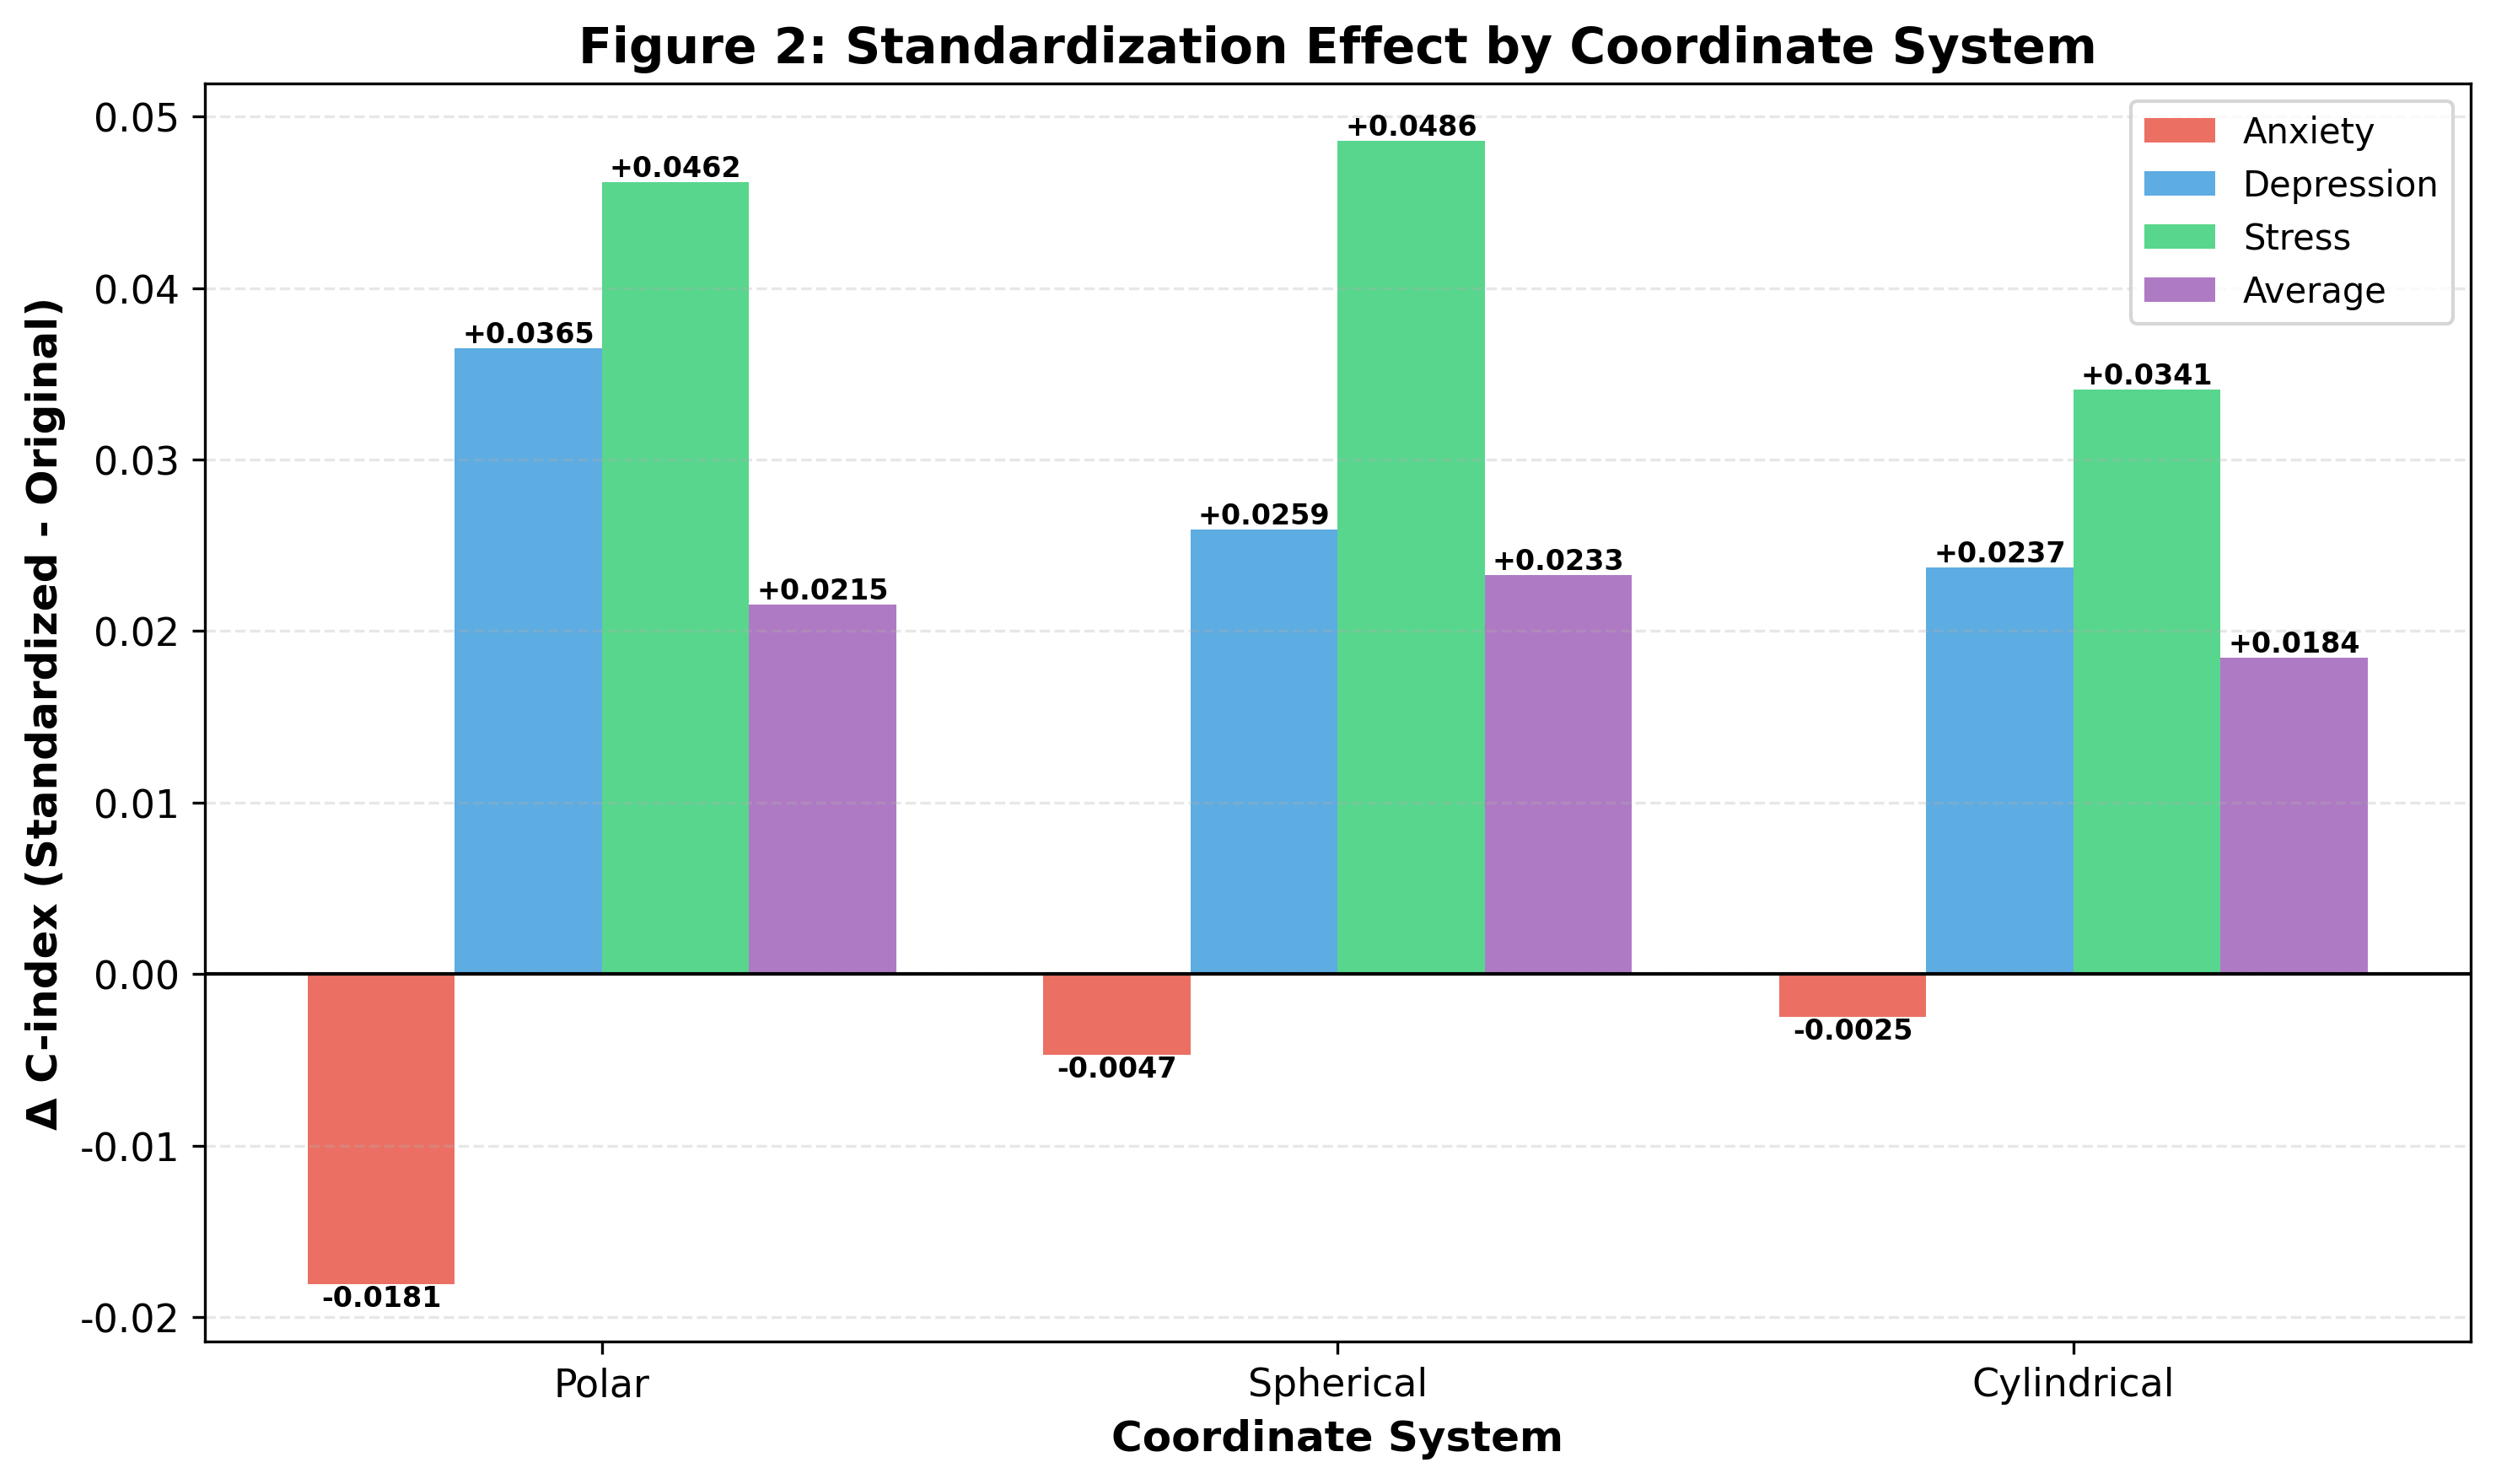 Figure 2: Standardization Effect by Coordinate System
Δ C-index (Standardized - Original)
0.05
0.04
0.03
0.02
0.01
0.00
-0.01
-0.02
Anxiety
Depression
Stress
Average
-0.0181
+0.0365
+0.0462
+0.0215
-0.0047
+0.0259
+0.0486
+0.0233
-0.0025
+0.0237
+0.0341
+0.0184
Polar
Spherical
Cylindrical
Coordinate System